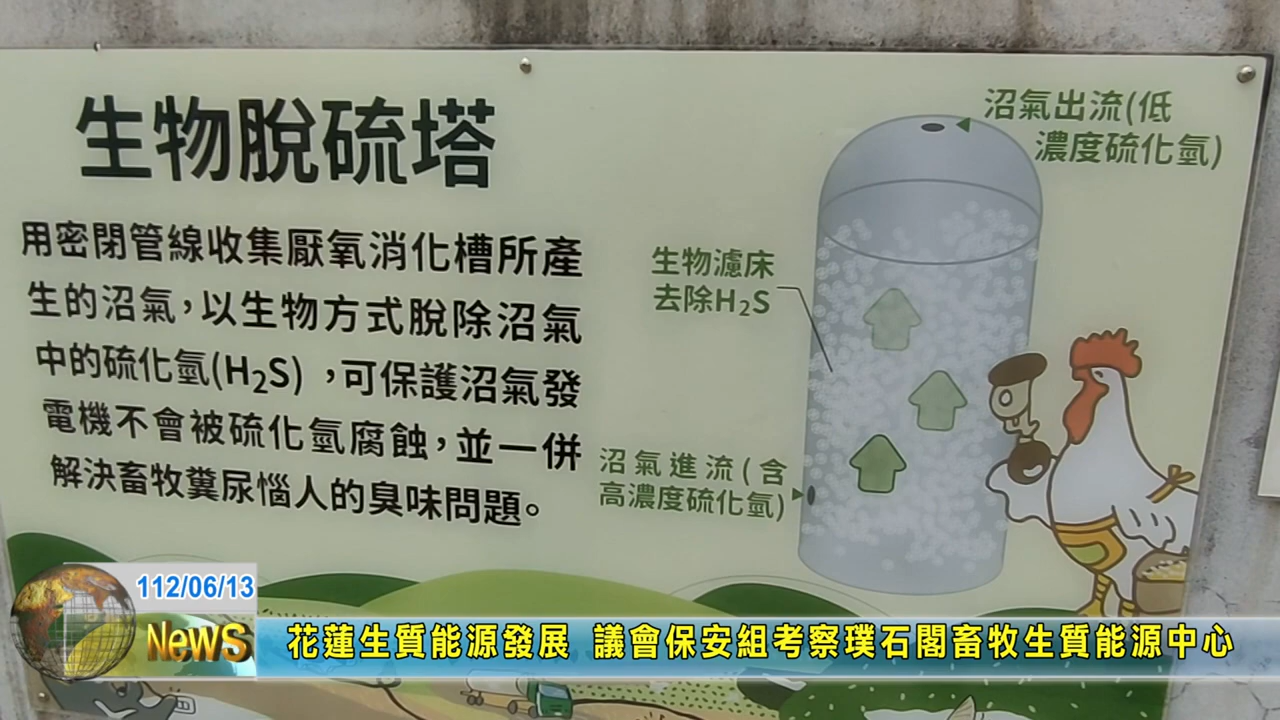 生物脫硫塔
用密閉管線收集厭氧消化槽所產
生的沼氣，以生物方式脫除沼氣
中的硫化氫(H₂S)，可保護沼氣發
電機不會被硫化氫腐蝕，並一併
解決畜牧糞尿惱人的臭味問題。
沼氣出流(低
濃度硫化氫)
生物濾床
去除H₂S
沼氣進流(含
高濃度硫化氫)
112/06/13
NewS
花蓮生質能源發展 議會保安組考察璞石閣畜牧生質能源中心